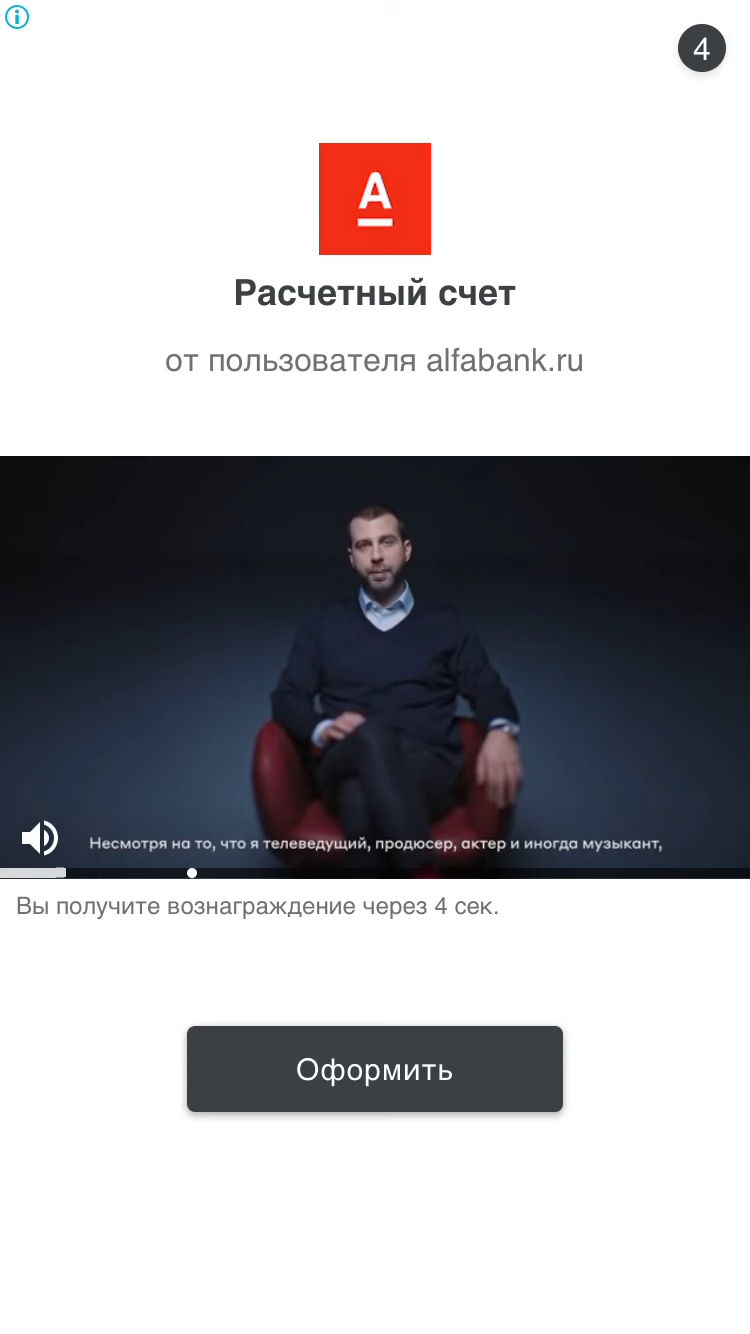 4
А
Расчетный счет
от пользователя alfabank.ru
Несмотря на то, что я телеведущий, продюсер, актер и иногда музыкант,
Вы получите вознаграждение через 4 сек.
Оформить